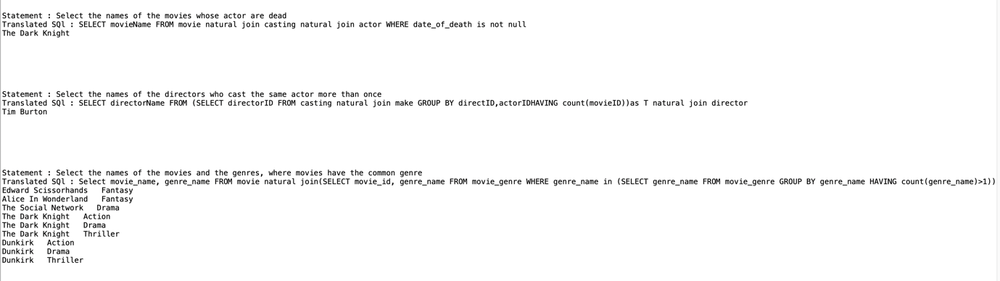 Statement : Select the names of the movies whose actor are dead
Translated SQl : SELECT movieName FROM movie natural join casting natural join actor WHERE date_of_death is not null
The Dark Knight
Statement : Select the names of the directors who cast the same actor more than once
Translated SQl : SELECT directorName FROM (SELECT directorID FROM casting natural join make GROUP BY directID,actorIDHAVING count(movieID))as T natural join director
Tim Burton
Statement : Select the names of the movies and the genres, where movies have the common genre
Translated SQl : Select movie_name, genre_name FROM movie natural join(SELECT movie_id, genre_name FROM movie_genre WHERE genre_name in (SELECT genre_name FROM movie_genre GROUP BY genre_name HAVING count(genre_name)>1))
Edward Scissorhands   Fantasy
Alice In Wonderland   Fantasy
The Social Network   Drama
The Dark Knight   Action
The Dark Knight   Drama
The Dark Knight   Thriller
Dunkirk   Action
Dunkirk   Drama
Dunkirk   Thriller